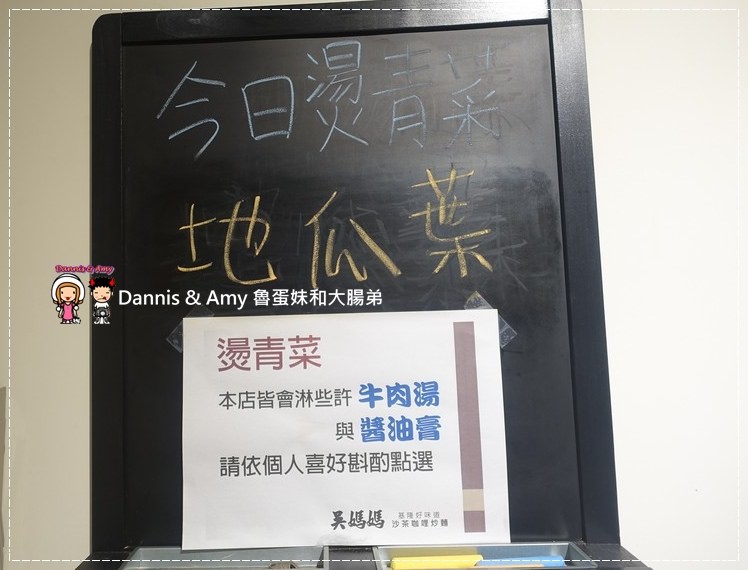 今日燙青菜
地瓜葉
Dannis & Amy
Dannis & Amy 魯蛋妹和大腸弟
燙青菜
本店皆會淋些許 牛肉湯
與 醬油膏
請依個人喜好斟酌點選
吳媽媽 基隆好味道
沙茶咖哩炒麵